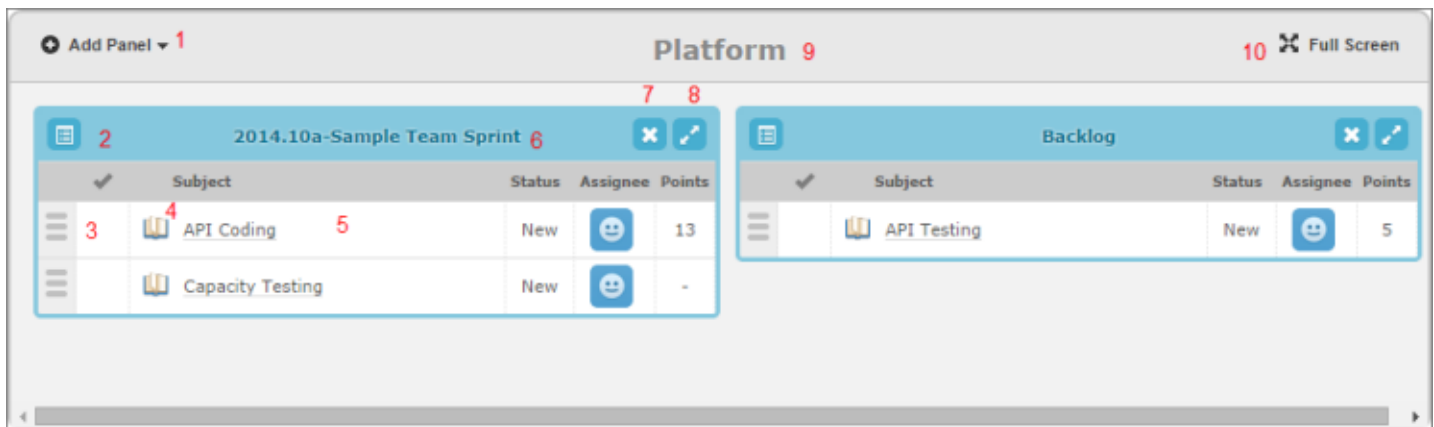 Add Panel 1
Platform 9
10 Full Screen
7 8
2 2014.10a-Sample Team Sprint 6
Subject Status Assignee Points
3 4 API Coding 5 New 13
Capacity Testing New -
Backlog
Subject Status Assignee Points
API Testing New 5